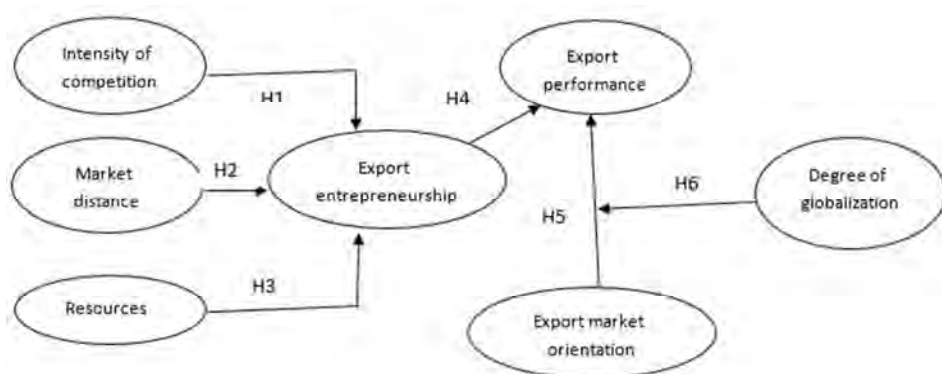 Intensity of
competition
H1
Market
distance
H2
Resources
H3
Export
entrepreneurship
H4
Export
performance
H5
H6
Degree of
globalization
Export market
orientation